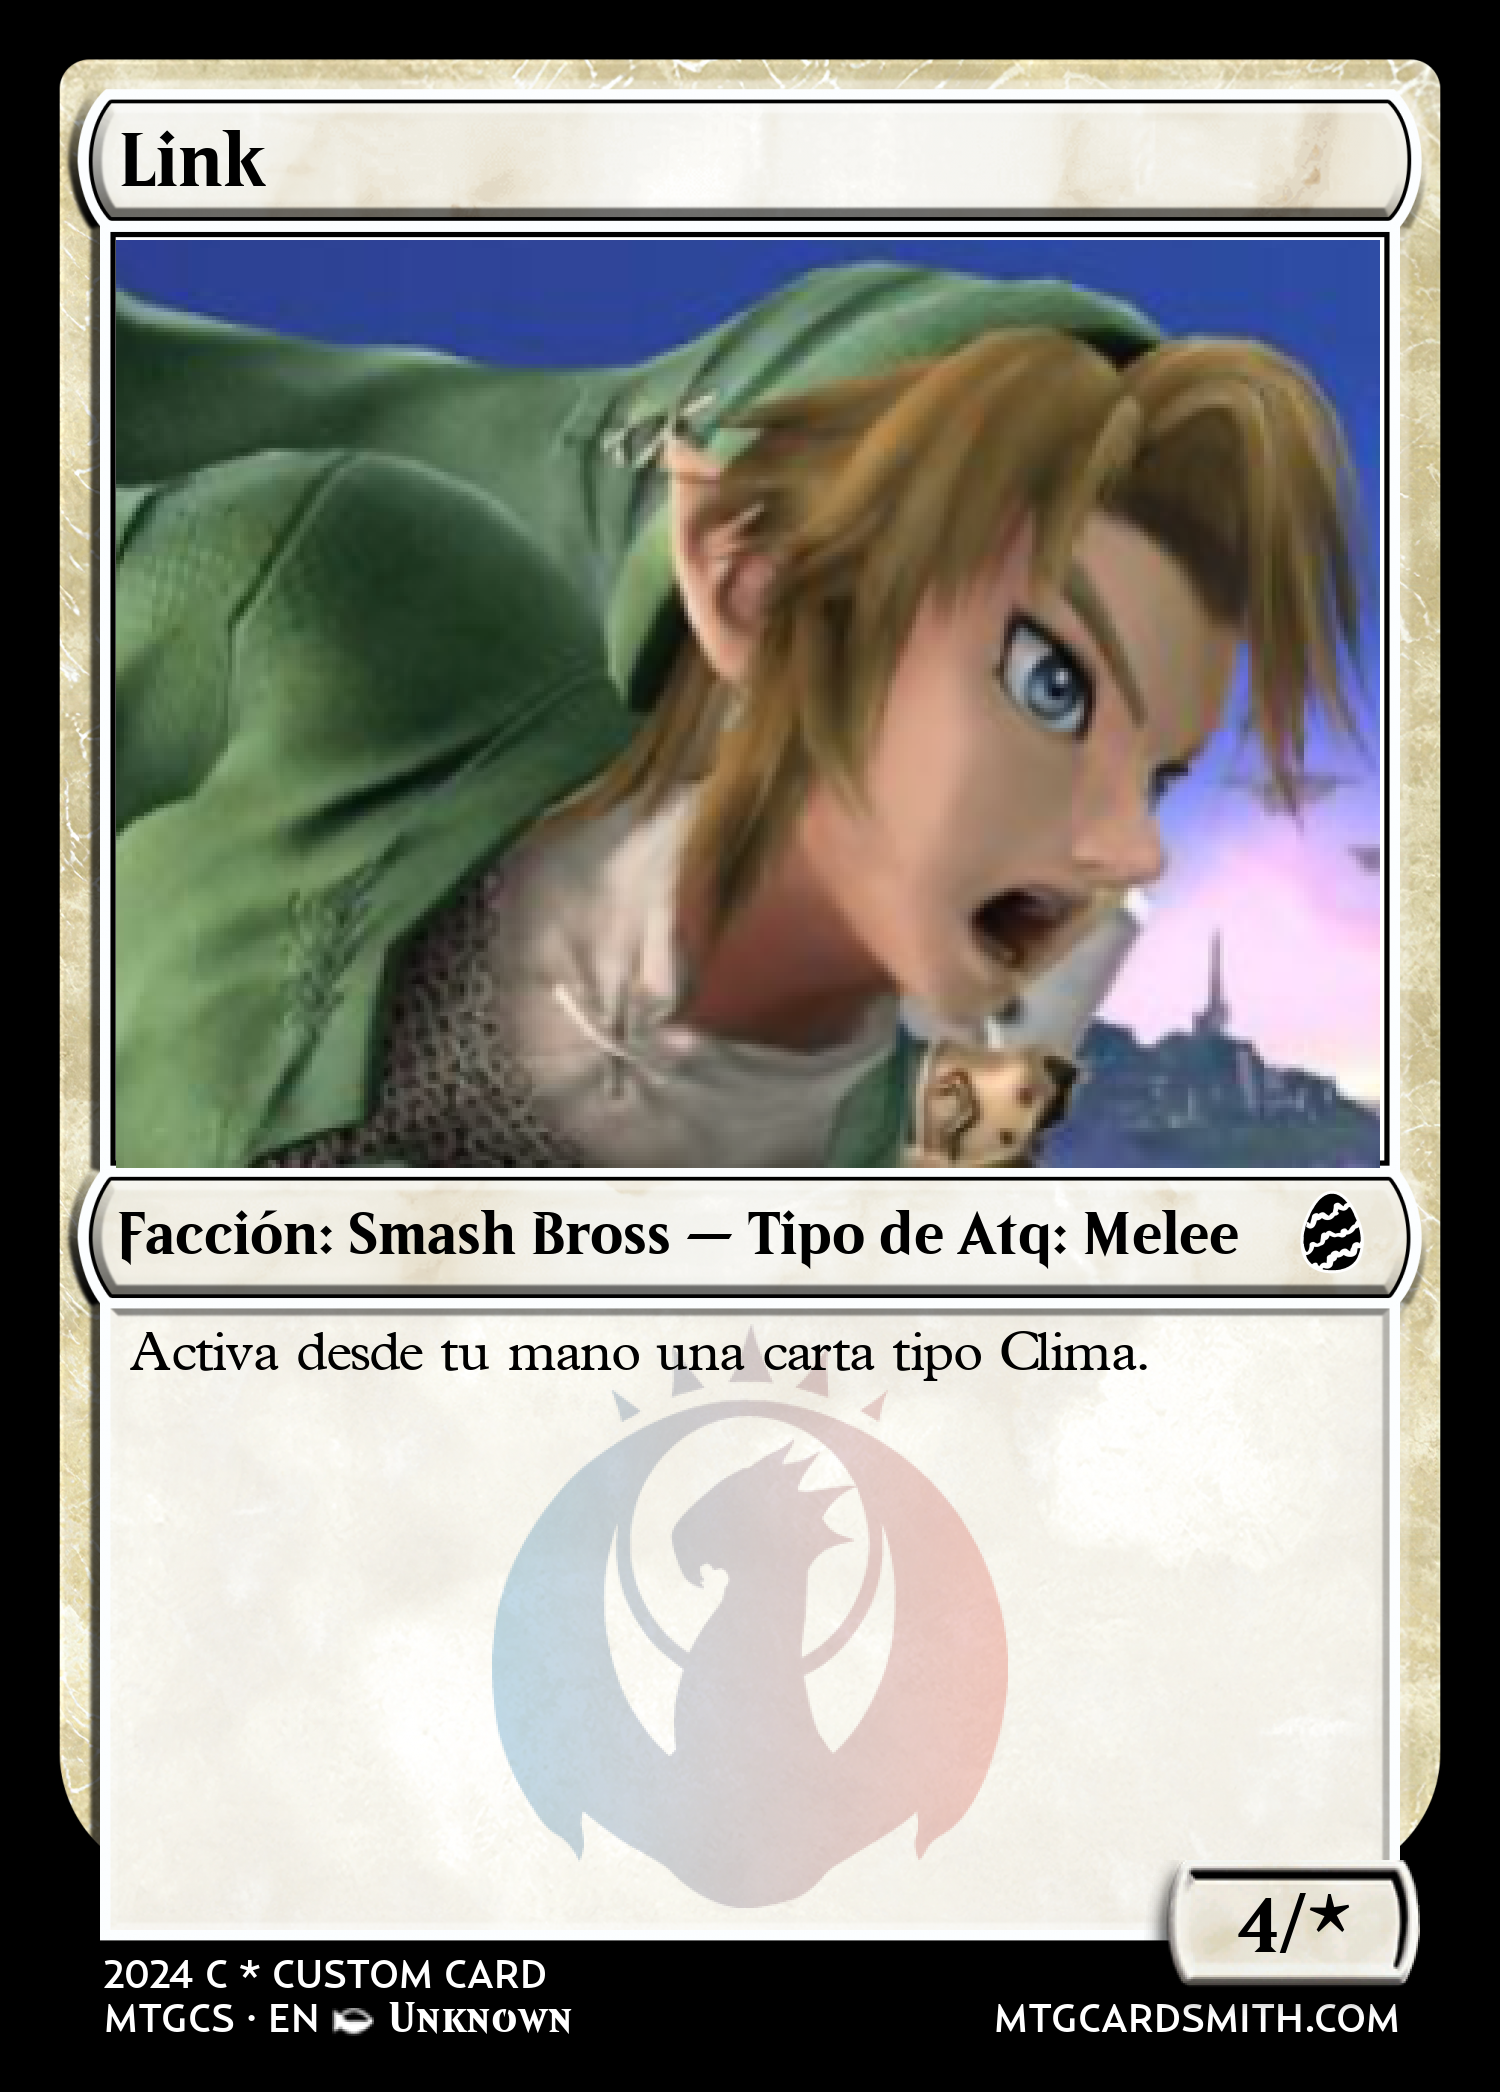 Link
Facción: Smash Bross — Tipo de Atq: Melee
Activa desde tu mano una carta tipo Clima.
4/★
2024 C * CUSTOM CARD
MTGCS · EN UNKNOWN
MTGCARDSMITH.COM